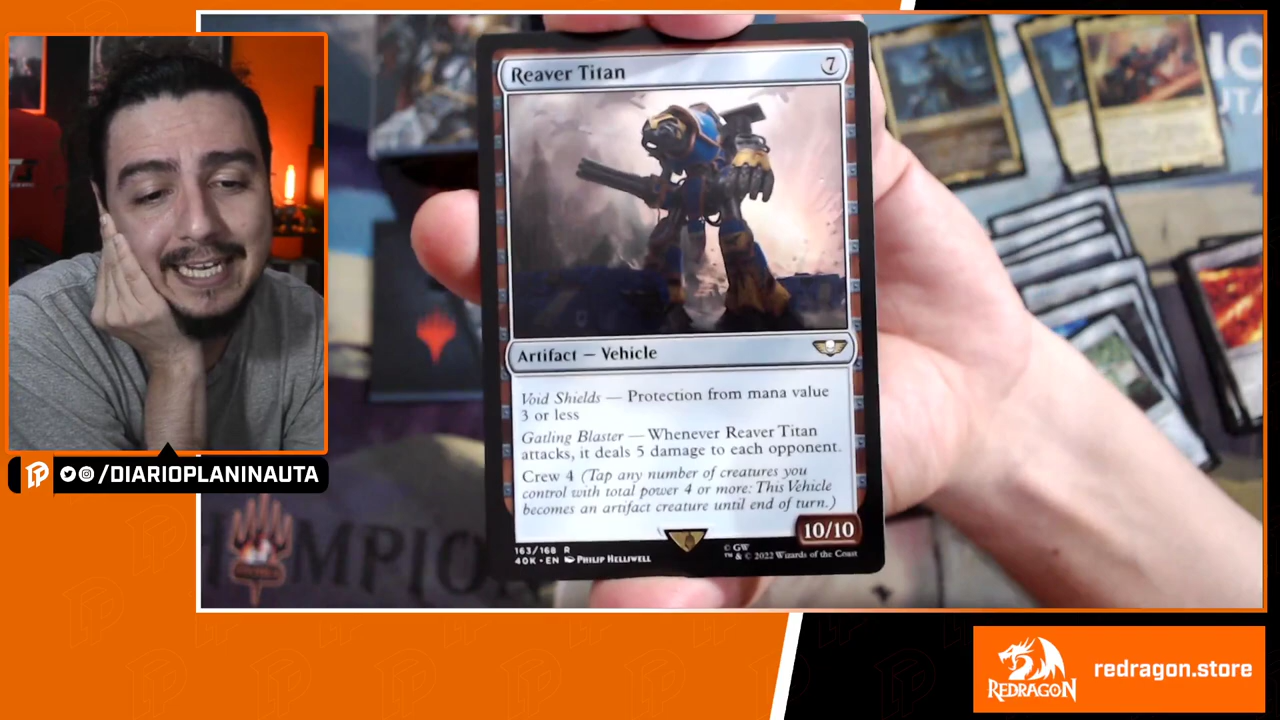 Reaver Titan 7
Artifact — Vehicle
Void Shields — Protection from mana value
3 or less
Gatling Blaster — Whenever Reaver Titan
attacks, it deals 5 damage to each opponent.
Crew 4 (Tap any number of creatures you
control with total power 4 or more: This Vehicle
becomes an artifact creature until end of turn.)
10/10
163/168 R
40K • EN PHILIP HELLIWELL
© GW
™ & © 2022 Wizards of the Coast
/DIARIOPLANINAUTA
REDRAGON
redragon.store